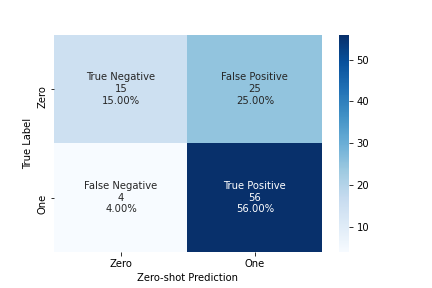 True Negative
15
15.00%
False Positive
25
25.00%
False Negative
4
4.00%
True Positive
56
56.00%
Zero
One
True Label
Zero
One
Zero-shot Prediction
50
40
30
20
10